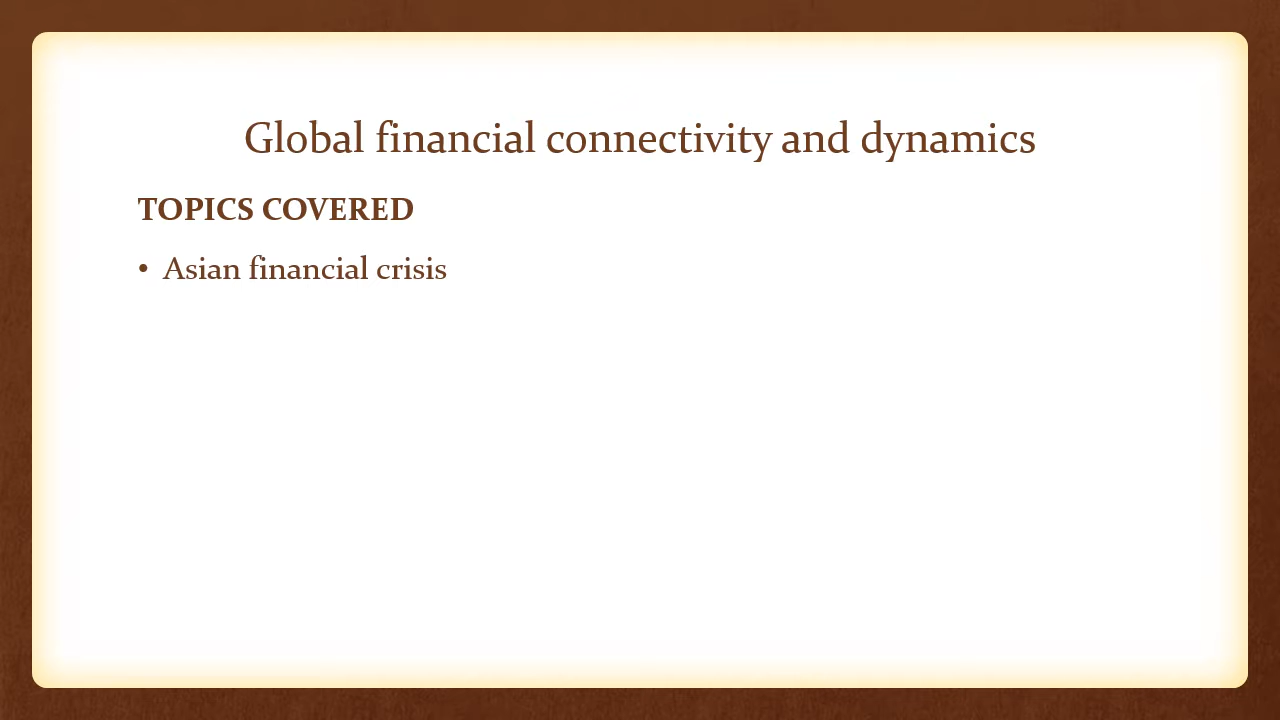 Global financial connectivity and dynamics
TOPICS COVERED
• Asian financial crisis